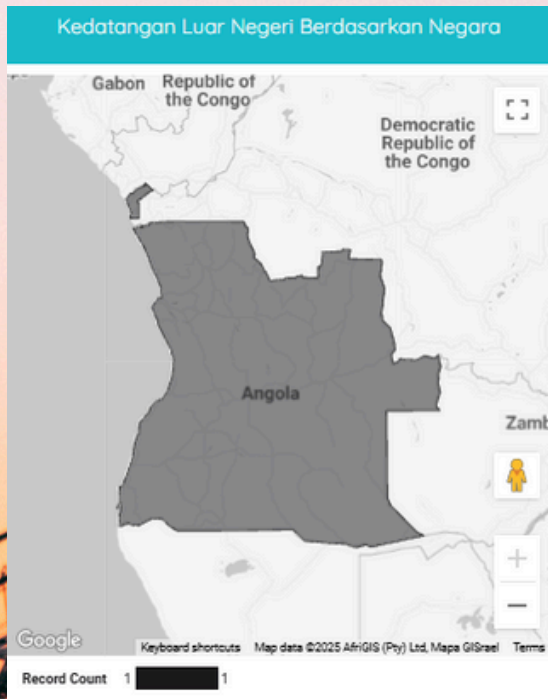 Kedatangan Luar Negeri Berdasarkan Negara
Gabon
Republic of
the Congo
Democratic
Republic of
the Congo
Angola
Zamb
Google
Keyboard shortcuts
Map data ©2025 AfriGIS (Pty) Ltd, Mapa GISrael
Terms
Record Count 1 1